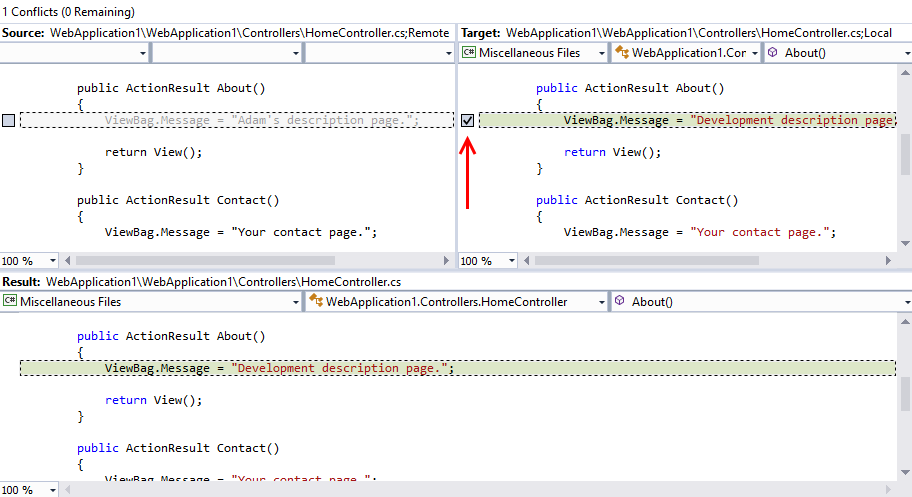 1 Conflicts (0 Remaining)
Source: WebApplication1\WebApplication1\Controllers\HomeController.cs;Remote
public ActionResult About()
{
ViewBag.Message = "Adam's description page.";
return View();
}
public ActionResult Contact()
{
ViewBag.Message = "Your contact page.";
100 %
Target: WebApplication1\WebApplication1\Controllers\HomeController.cs;Local
C# Miscellaneous Files
WebApplication1.Cor
About()
public ActionResult About()
{
ViewBag.Message = "Development description page.
return View();
}
public ActionResult Contact()
{
ViewBag.Message = "Your contact page.";
100 %
Result: WebApplication1\WebApplication1\Controllers\HomeController.cs
C# Miscellaneous Files
WebApplication1.Controllers.HomeController
About()
public ActionResult About()
{
ViewBag.Message = "Development description page.";
return View();
}
public ActionResult Contact()
{
ViewBag.Message = "Your contact page.";
100 %